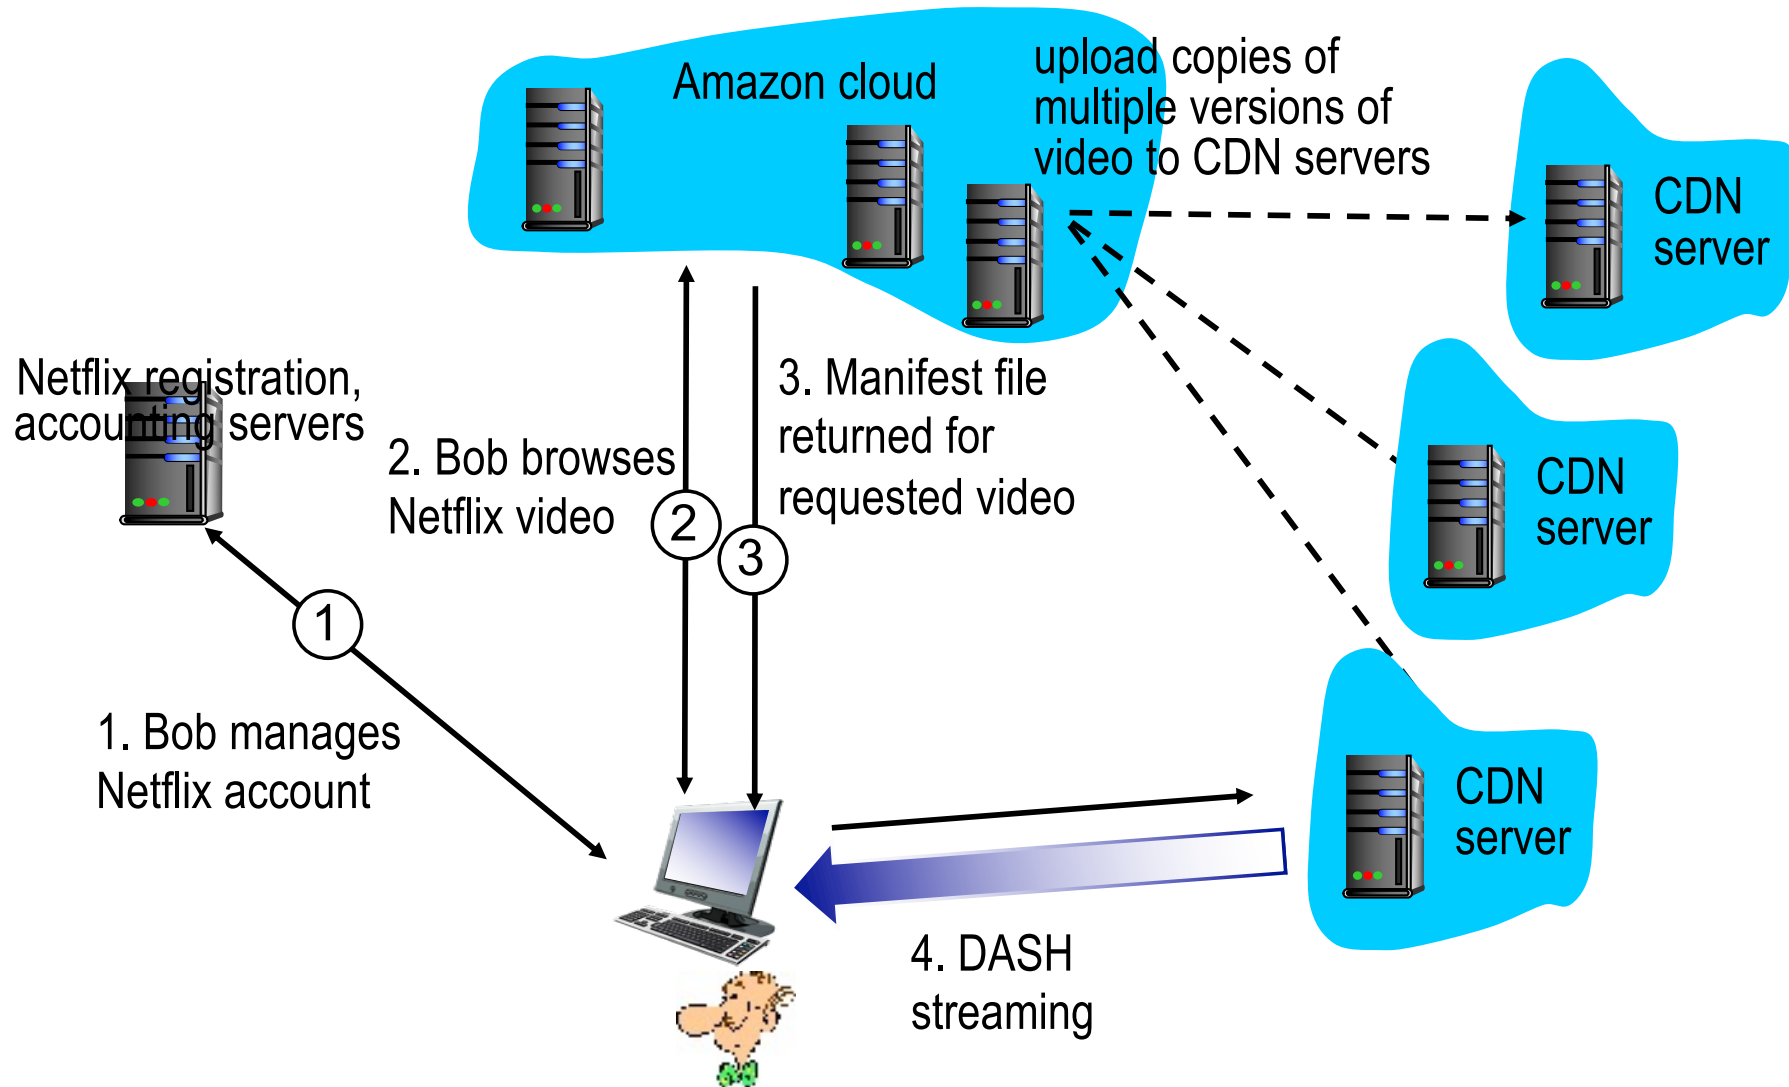 Amazon cloud
upload copies of
multiple versions of
video to CDN servers
CDN
server
Netflix registration,
accounting servers
3. Manifest file
returned for
requested video
2. Bob browses
Netflix video
2
3
CDN
server
1
1. Bob manages
Netflix account
CDN
server
4. DASH
streaming